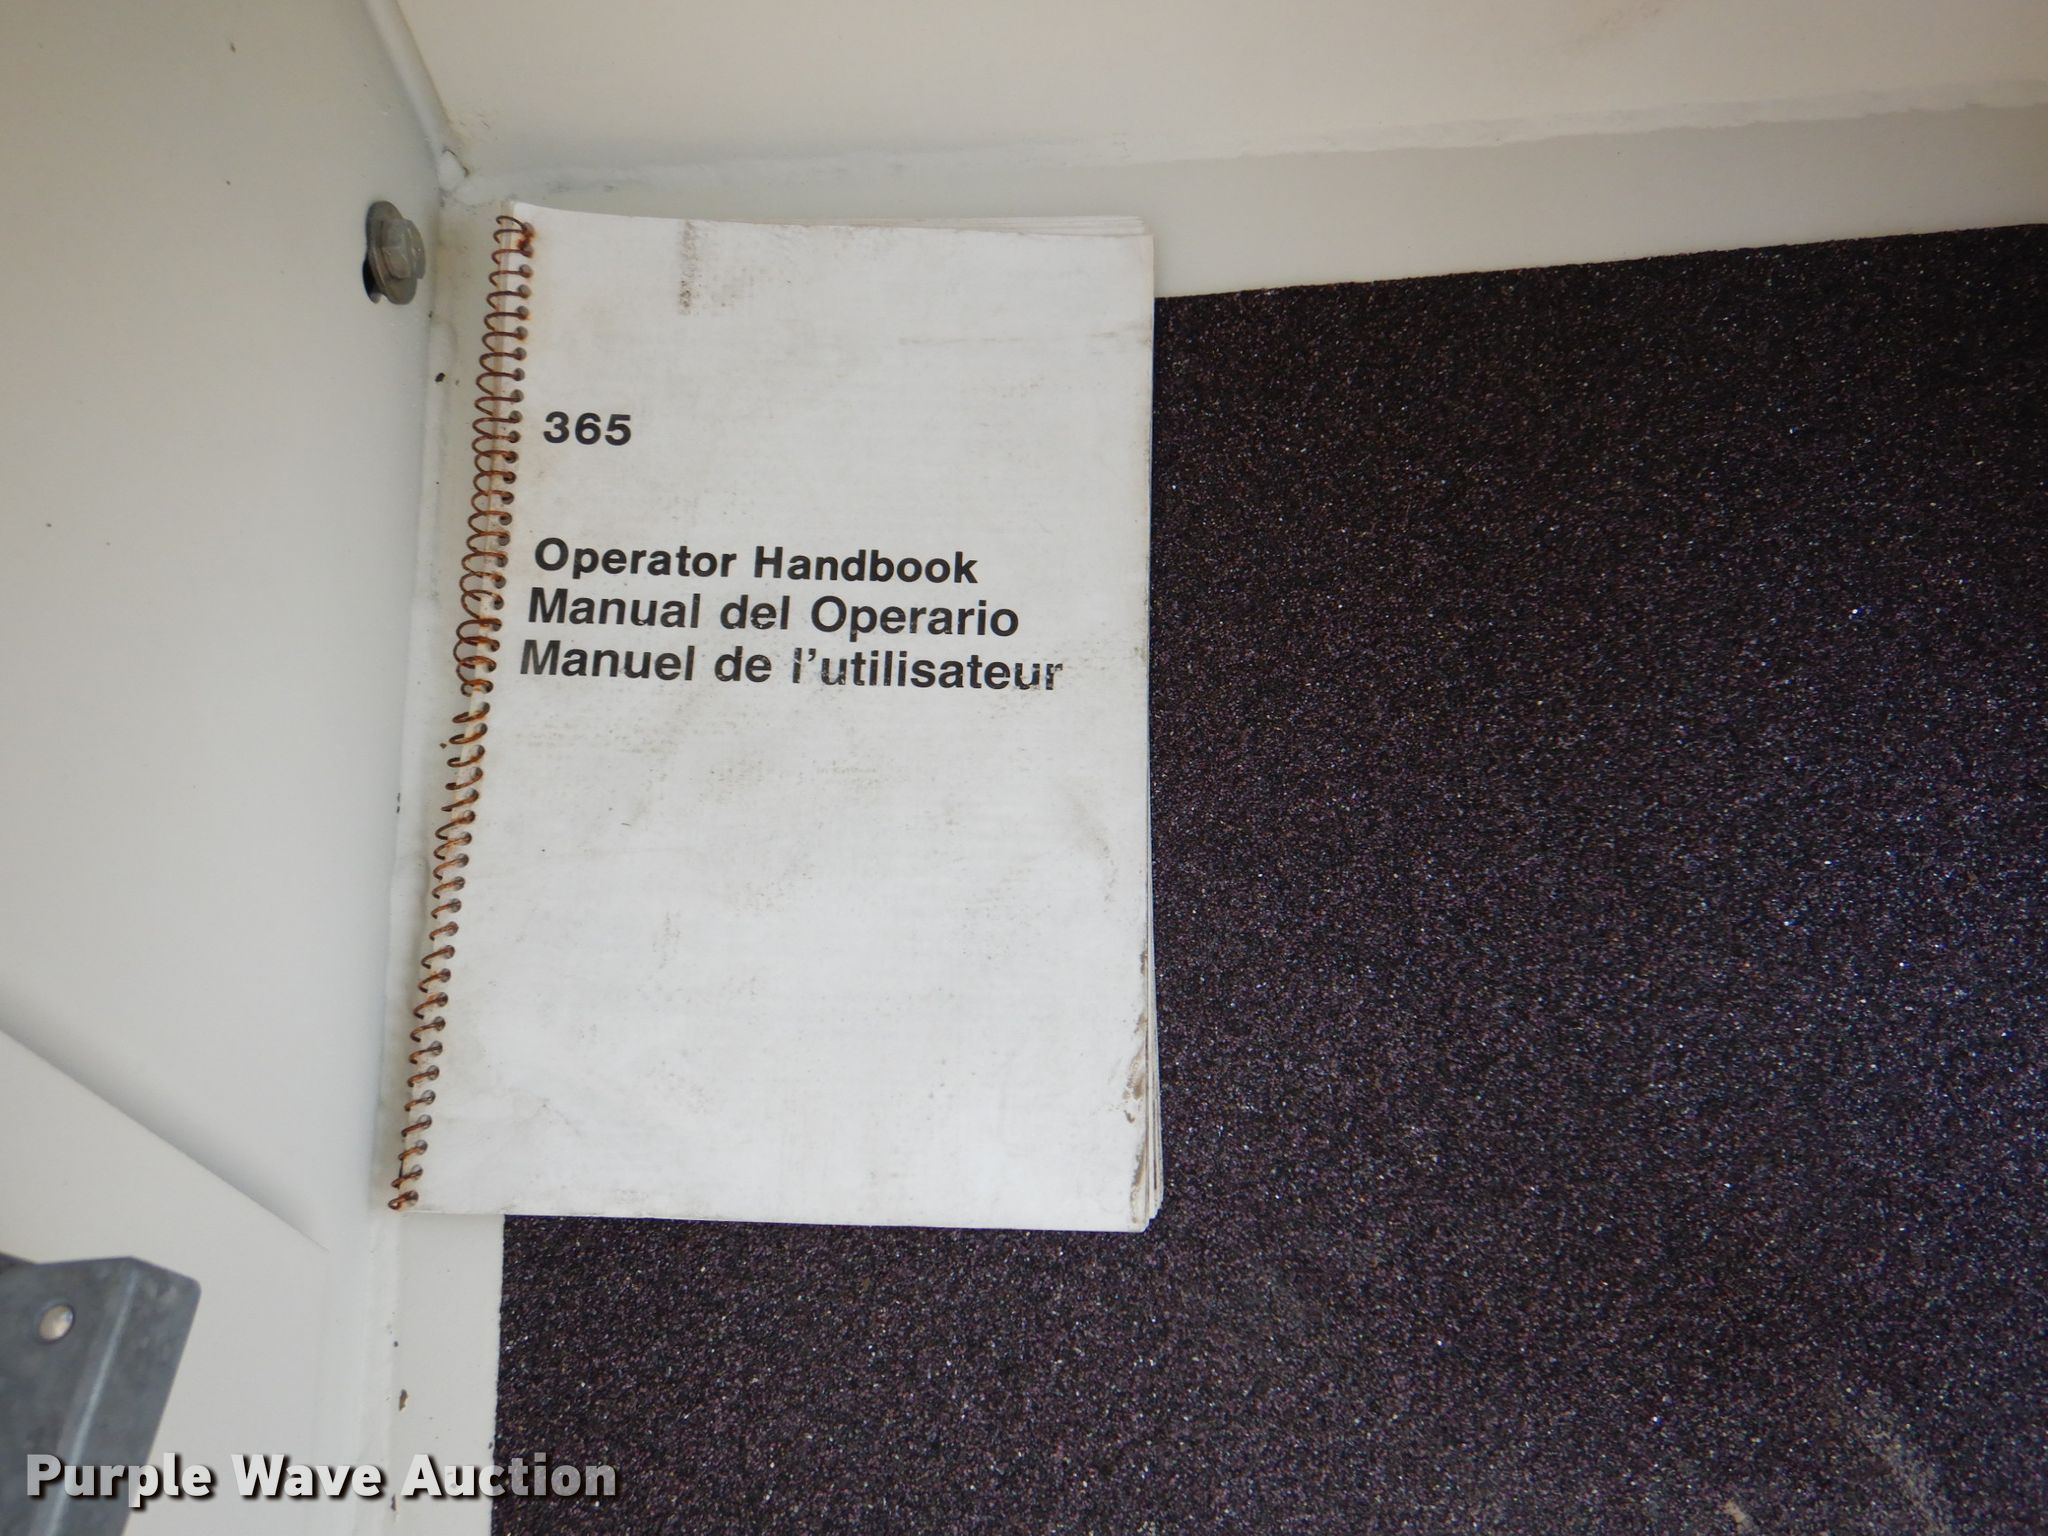 365
Operator Handbook
Manual del Operario
Manuel de l'utilisateur
Purple Wave Auction